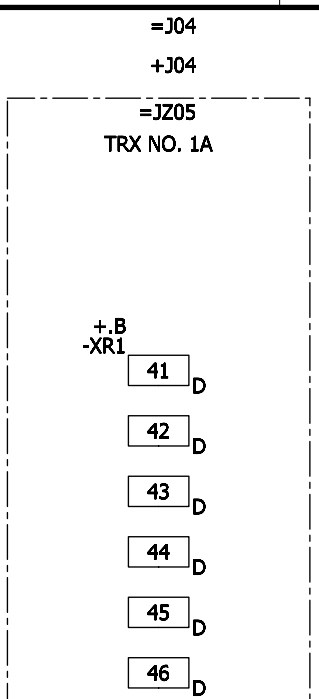 =J04
+J04
=JZ05
TRX NO. 1A
+.B
-XR1
41
D
42
D
43
D
44
D
45
D
46
D